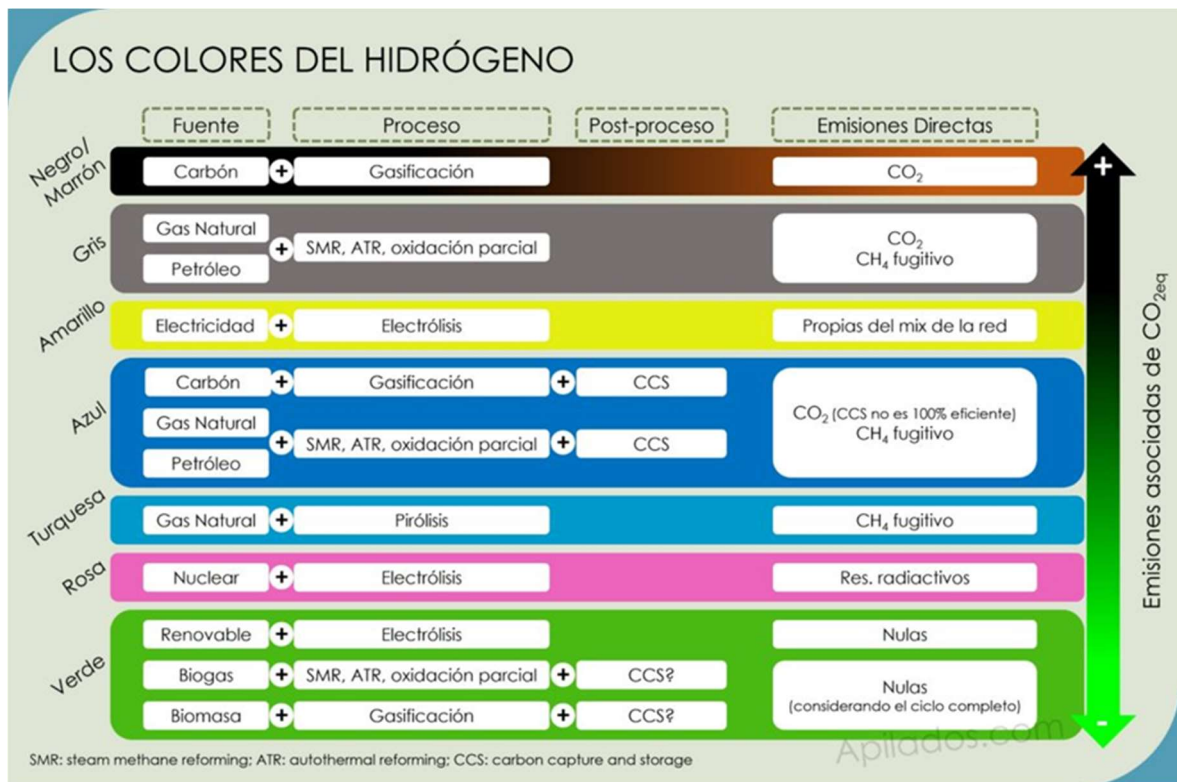 LOS COLORES DEL HIDRÓGENO
Fuente Proceso Post-proceso Emisiones Directas
Negro/
Marrón
Carbón + Gasificación CO₂ +
Gris
Gas Natural
Petróleo
+ SMR, ATR, oxidación parcial
CO₂
CH₄ fugitivo
Amarillo
Electricidad + Electrólisis Propias del mix de la red
Azul
Carbón + Gasificación + CCS
Gas Natural
Petróleo
+ SMR, ATR, oxidación parcial + CCS
CO₂ (CCS no es 100% eficiente)
CH₄ fugitivo
Turquesa
Gas Natural + Pirólisis CH₄ fugitivo
Rosa
Nuclear + Electrólisis Res. radiactivos
Verde
Renovable + Electrólisis Nulas
Biogas + SMR, ATR, oxidación parcial + CCS?
Biomasa + Gasificación + CCS?
Nulas
(considerando el ciclo completo)
-
Emisiones asociadas de CO₂eq
Apilados.com
SMR: steam methane reforming; ATR: autothermal reforming; CCS: carbon capture and storage